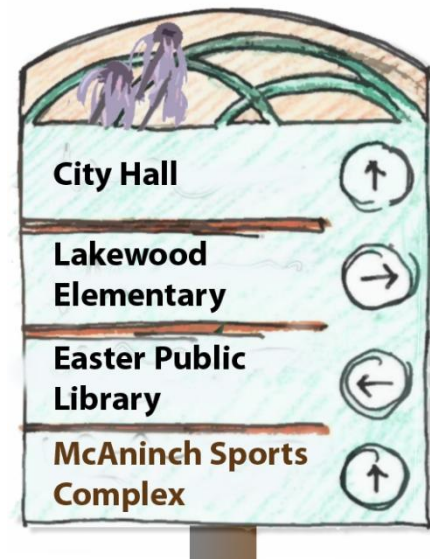 City Hall
Lakewood
Elementary
Easter Public
Library
McAninch Sports
Complex